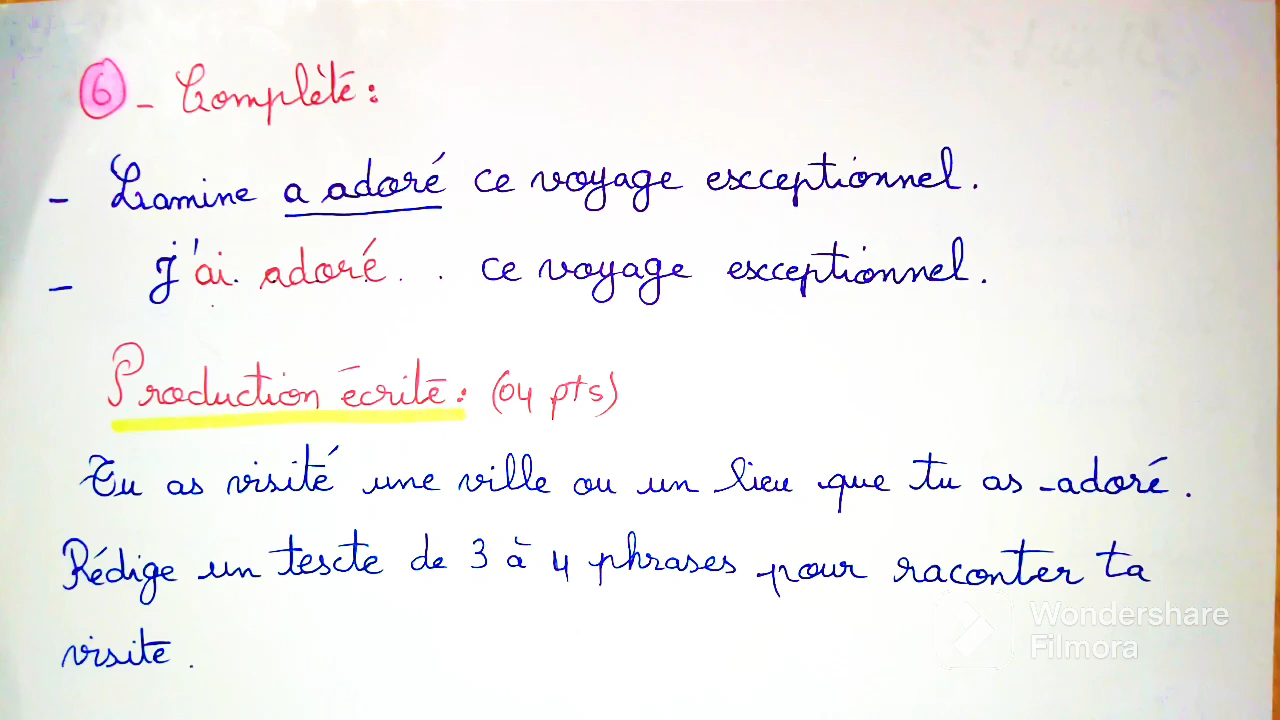 6 - Complète :
- Lamine a adoré ce voyage exceptionnel.
- J'ai adoré . . ce voyage exceptionnel.
Production écrite : (04 pts)
Tu as visité une ville ou un lieu que tu as adoré.
Rédige un texte de 3 à 4 phrases pour raconter ta
visite.
Wondershare
Filmora